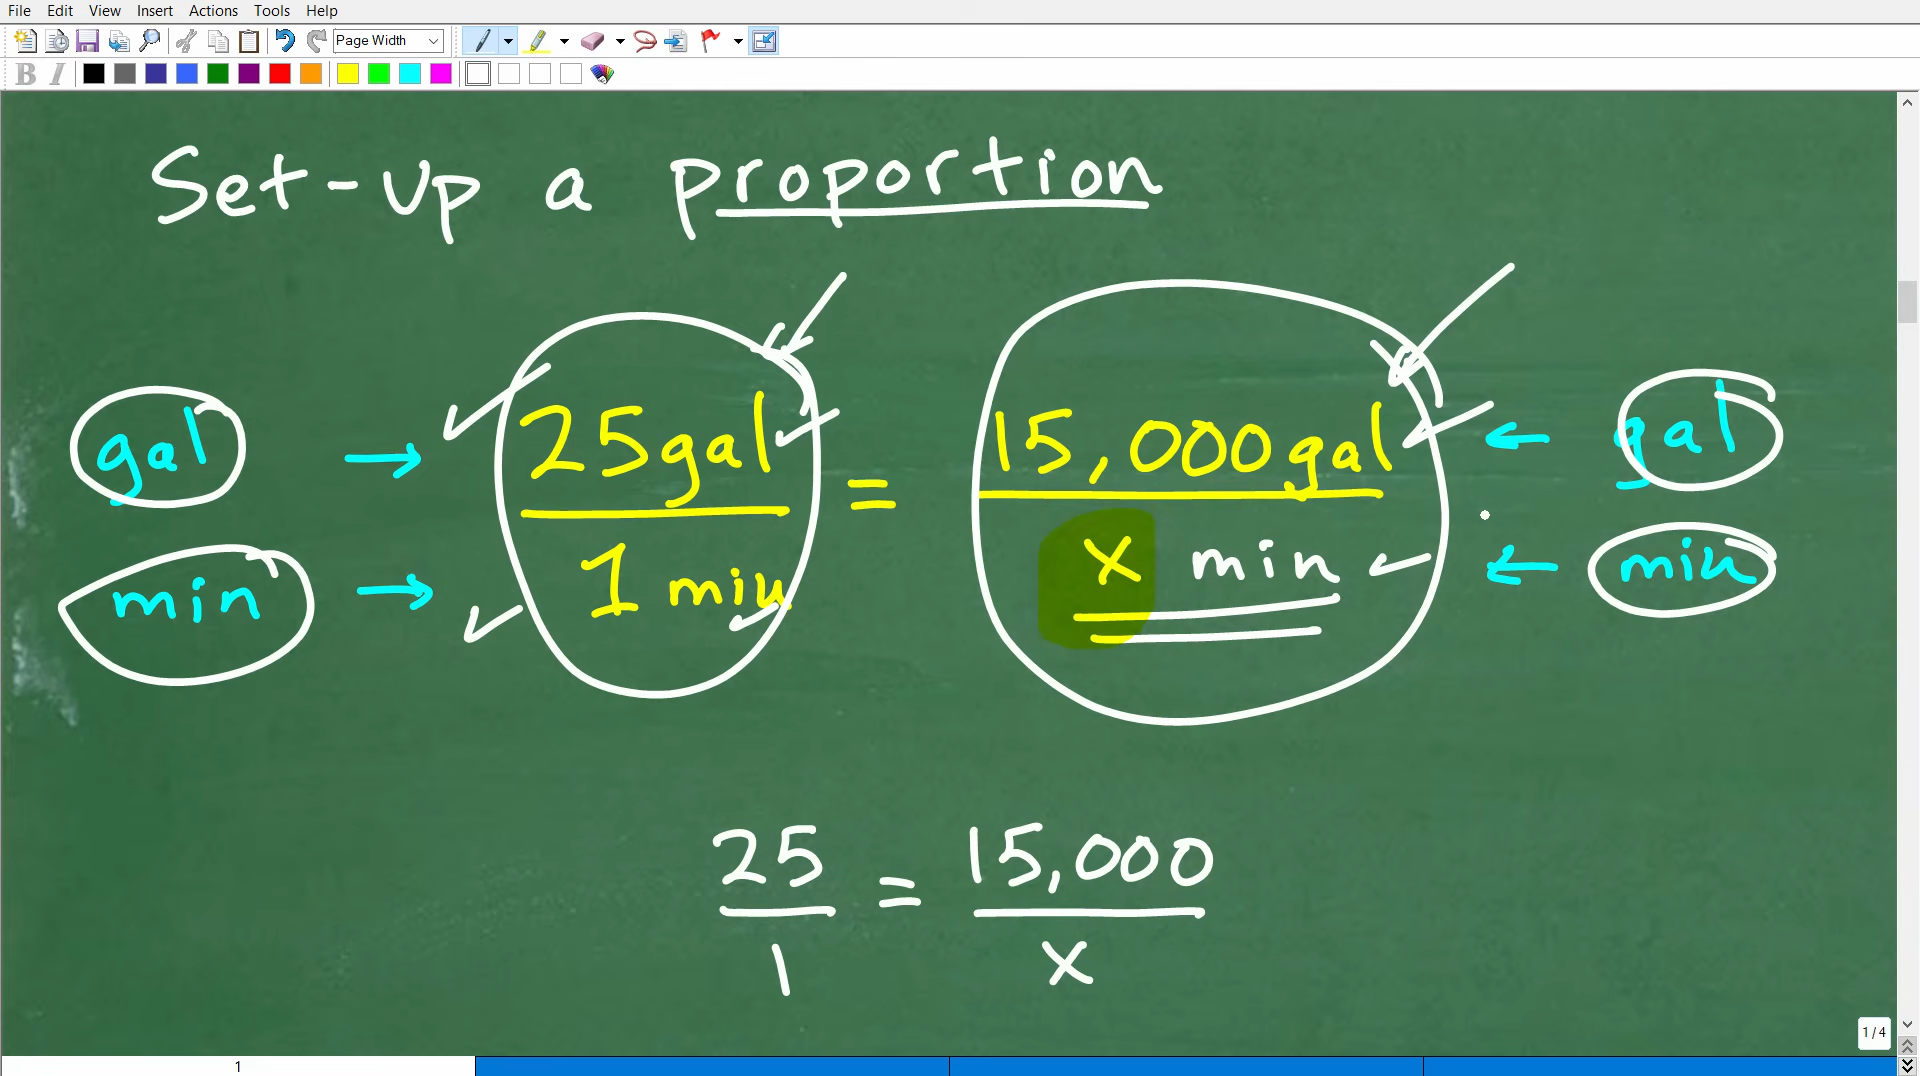 File Edit View Insert Actions Tools Help
Page Width
B I
Set-up a proportion
gal → 25gal = 15,000gal ← gal
min → 1 min x min ← min
25 = 15,000
1 x
1 / 4
1